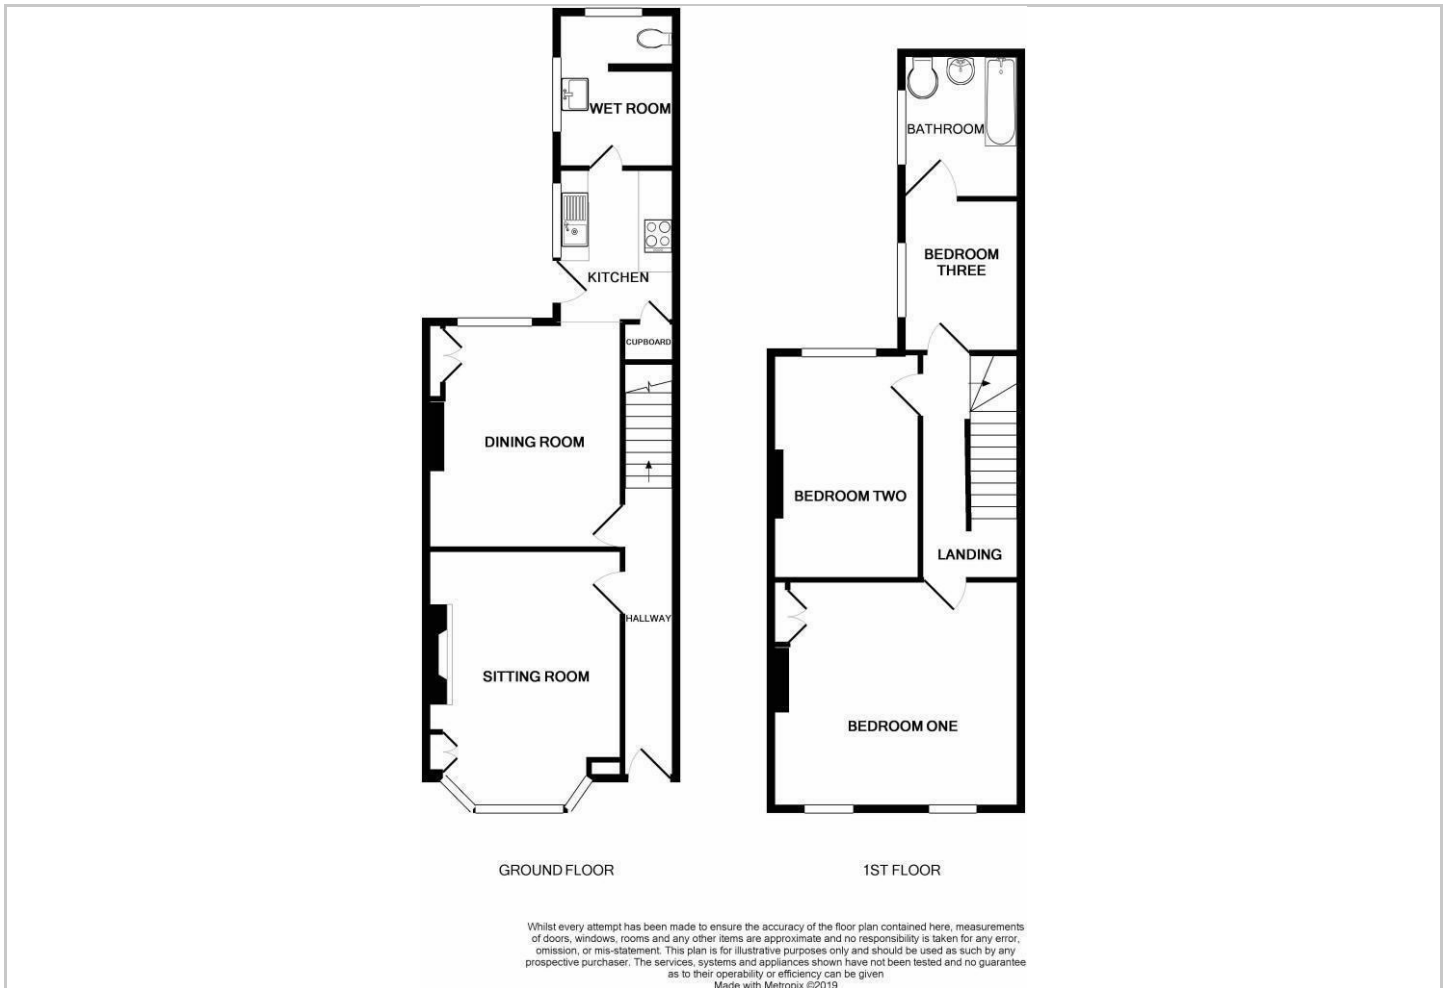 WET ROOM
BATHROOM
KITCHEN
BEDROOM
THREE
CUPBOARD
DINING ROOM
BEDROOM TWO
LANDING
HALLWAY
SITTING ROOM
BEDROOM ONE
GROUND FLOOR
1ST FLOOR
Whilst every attempt has been made to ensure the accuracy of the floor plan contained here, measurements
of doors, windows, rooms and any other items are approximate and no responsibility is taken for any error,
omission, or mis-statement. This plan is for illustrative purposes only and should be used as such by any
prospective purchaser. The services, systems and appliances shown have not been tested and no guarantee
as to their operability or efficiency can be given
Made with Metropix ©2019